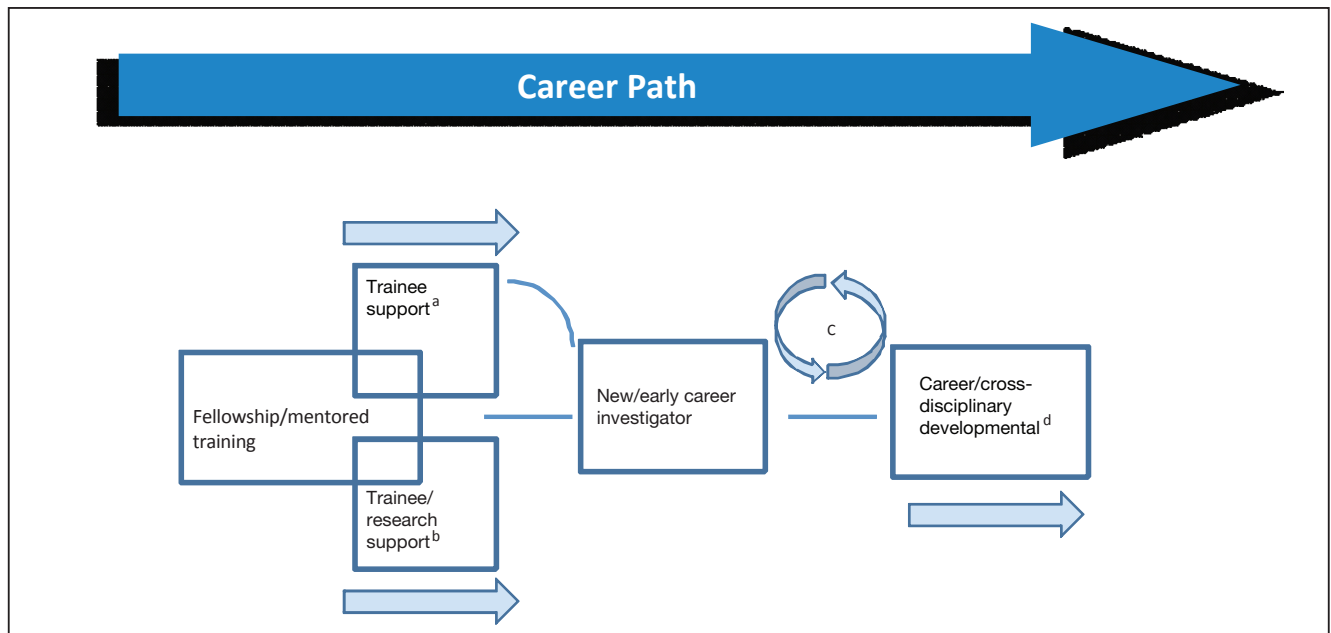 Career Path
Trainee
support a
Fellowship/mentored
training
Trainee/
research
support b
New/early career
investigator
c
Career/cross-
disciplinary
developmental d